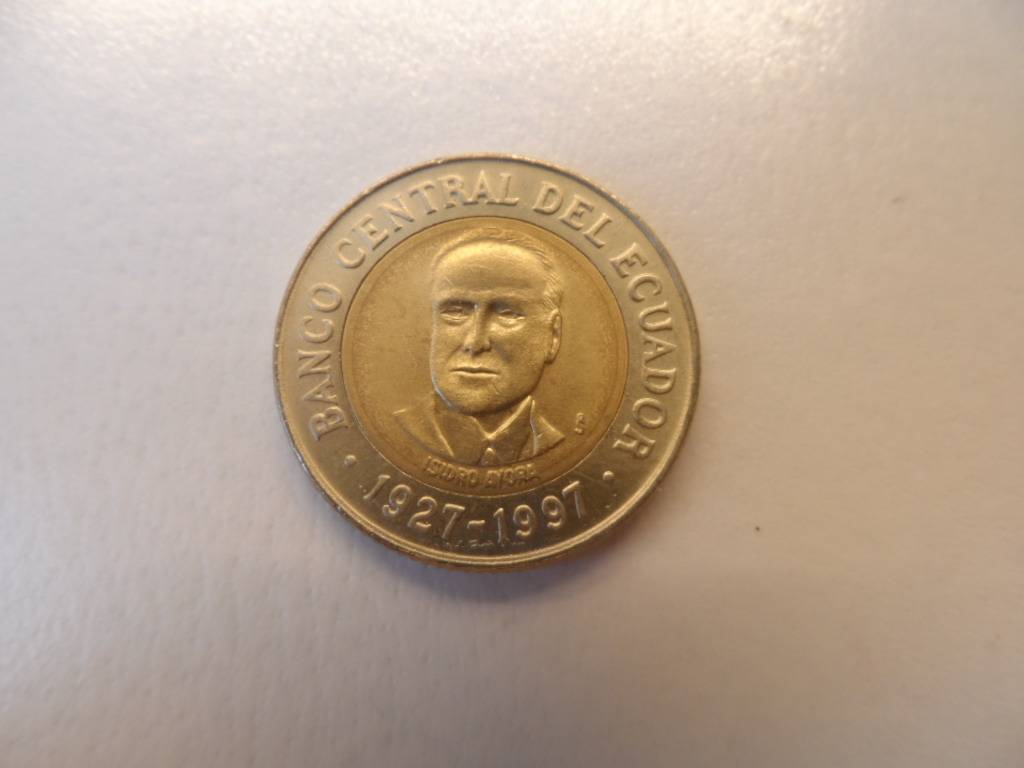 BANCO CENTRAL DEL ECUADOR
ISIDRO AYORA
S
· 1927-1997 ·